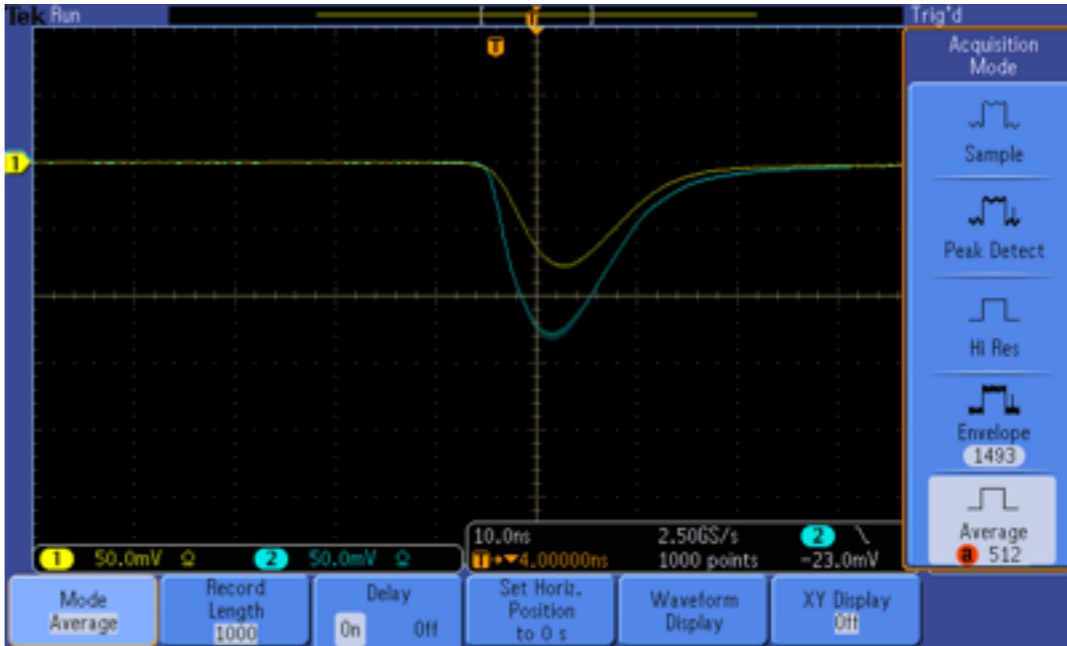 Tek Run
Trig'd
T
T
Acquisition
Mode
Sample
Peak Detect
Hi Res
Envelope
1493
Average
a 512
1
1 50.0mV Ω 2 50.0mV Ω
10.0ns 2.50GS/s 2
T→▼4.00000ns 1000 points -23.0mV
Mode
Average
Record
Length
1000
Delay
On Off
Set Horiz.
Position
to 0 s
Waveform
Display
XY Display
Off